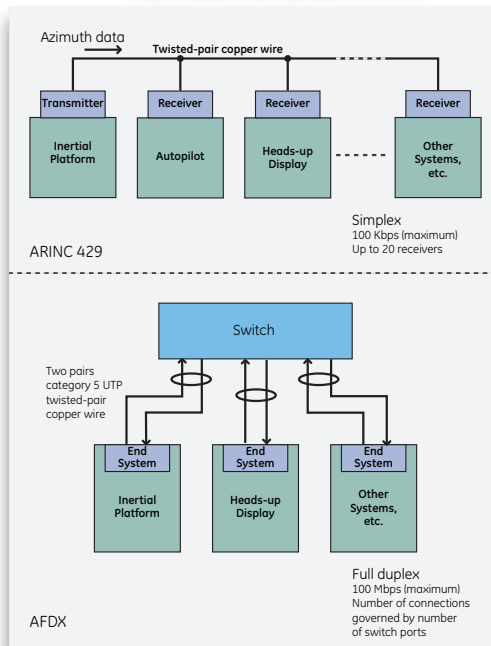 Azimuth data
Twisted-pair copper wire
Transmitter
Receiver
Receiver
Receiver
Inertial
Platform
Autopilot
Heads-up
Display
Other
Systems,
etc.
Simplex
100 Kbps (maximum)
Up to 20 receivers
ARINC 429
Switch
Two pairs
category 5 UTP
twisted-pair
copper wire
End
System
End
System
End
System
Inertial
Platform
Heads-up
Display
Other
Systems,
etc.
Full duplex
100 Mbps (maximum)
Number of connections
governed by number
of switch ports
AFDX